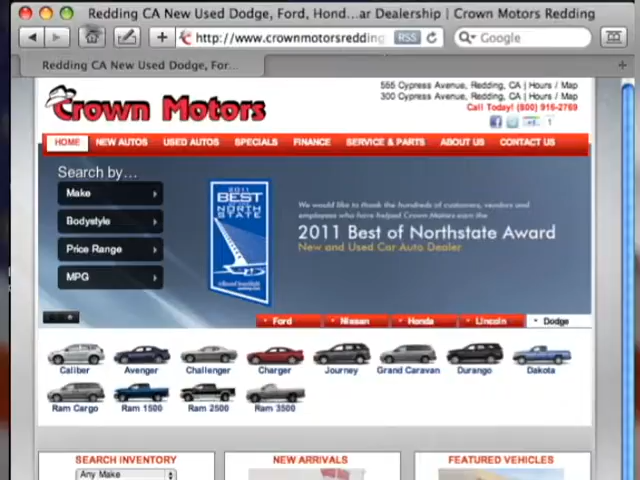 Redding CA New Used Dodge, Ford, Hond...ar Dealership | Crown Motors Redding
http://www.crownmotorsredding
RSS
Google
Redding CA New Used Dodge, For...
Crown Motors
555 Cypress Avenue, Redding, CA | Hours / Map
300 Cypress Avenue, Redding, CA | Hours / Map
Call Today! (800) 916-2769
HOME NEW AUTOS USED AUTOS SPECIALS FINANCE SERVICE & PARTS ABOUT US CONTACT US
Search by...
Make
Bodystyle
Price Range
MPG
2011
BEST
OF THE
NORTH
STATE
We would like to thank the hundreds of customers, vendors and
employees who have helped Crown Motors earn the
2011 Best of Northstate Award
New and Used Car Auto Dealer
Ford Nissan Honda Lincoln Dodge
Caliber Avenger Challenger Charger Journey Grand Caravan Durango Dakota
Ram Cargo Ram 1500 Ram 2500 Ram 3500
SEARCH INVENTORY NEW ARRIVALS FEATURED VEHICLES
Any Make